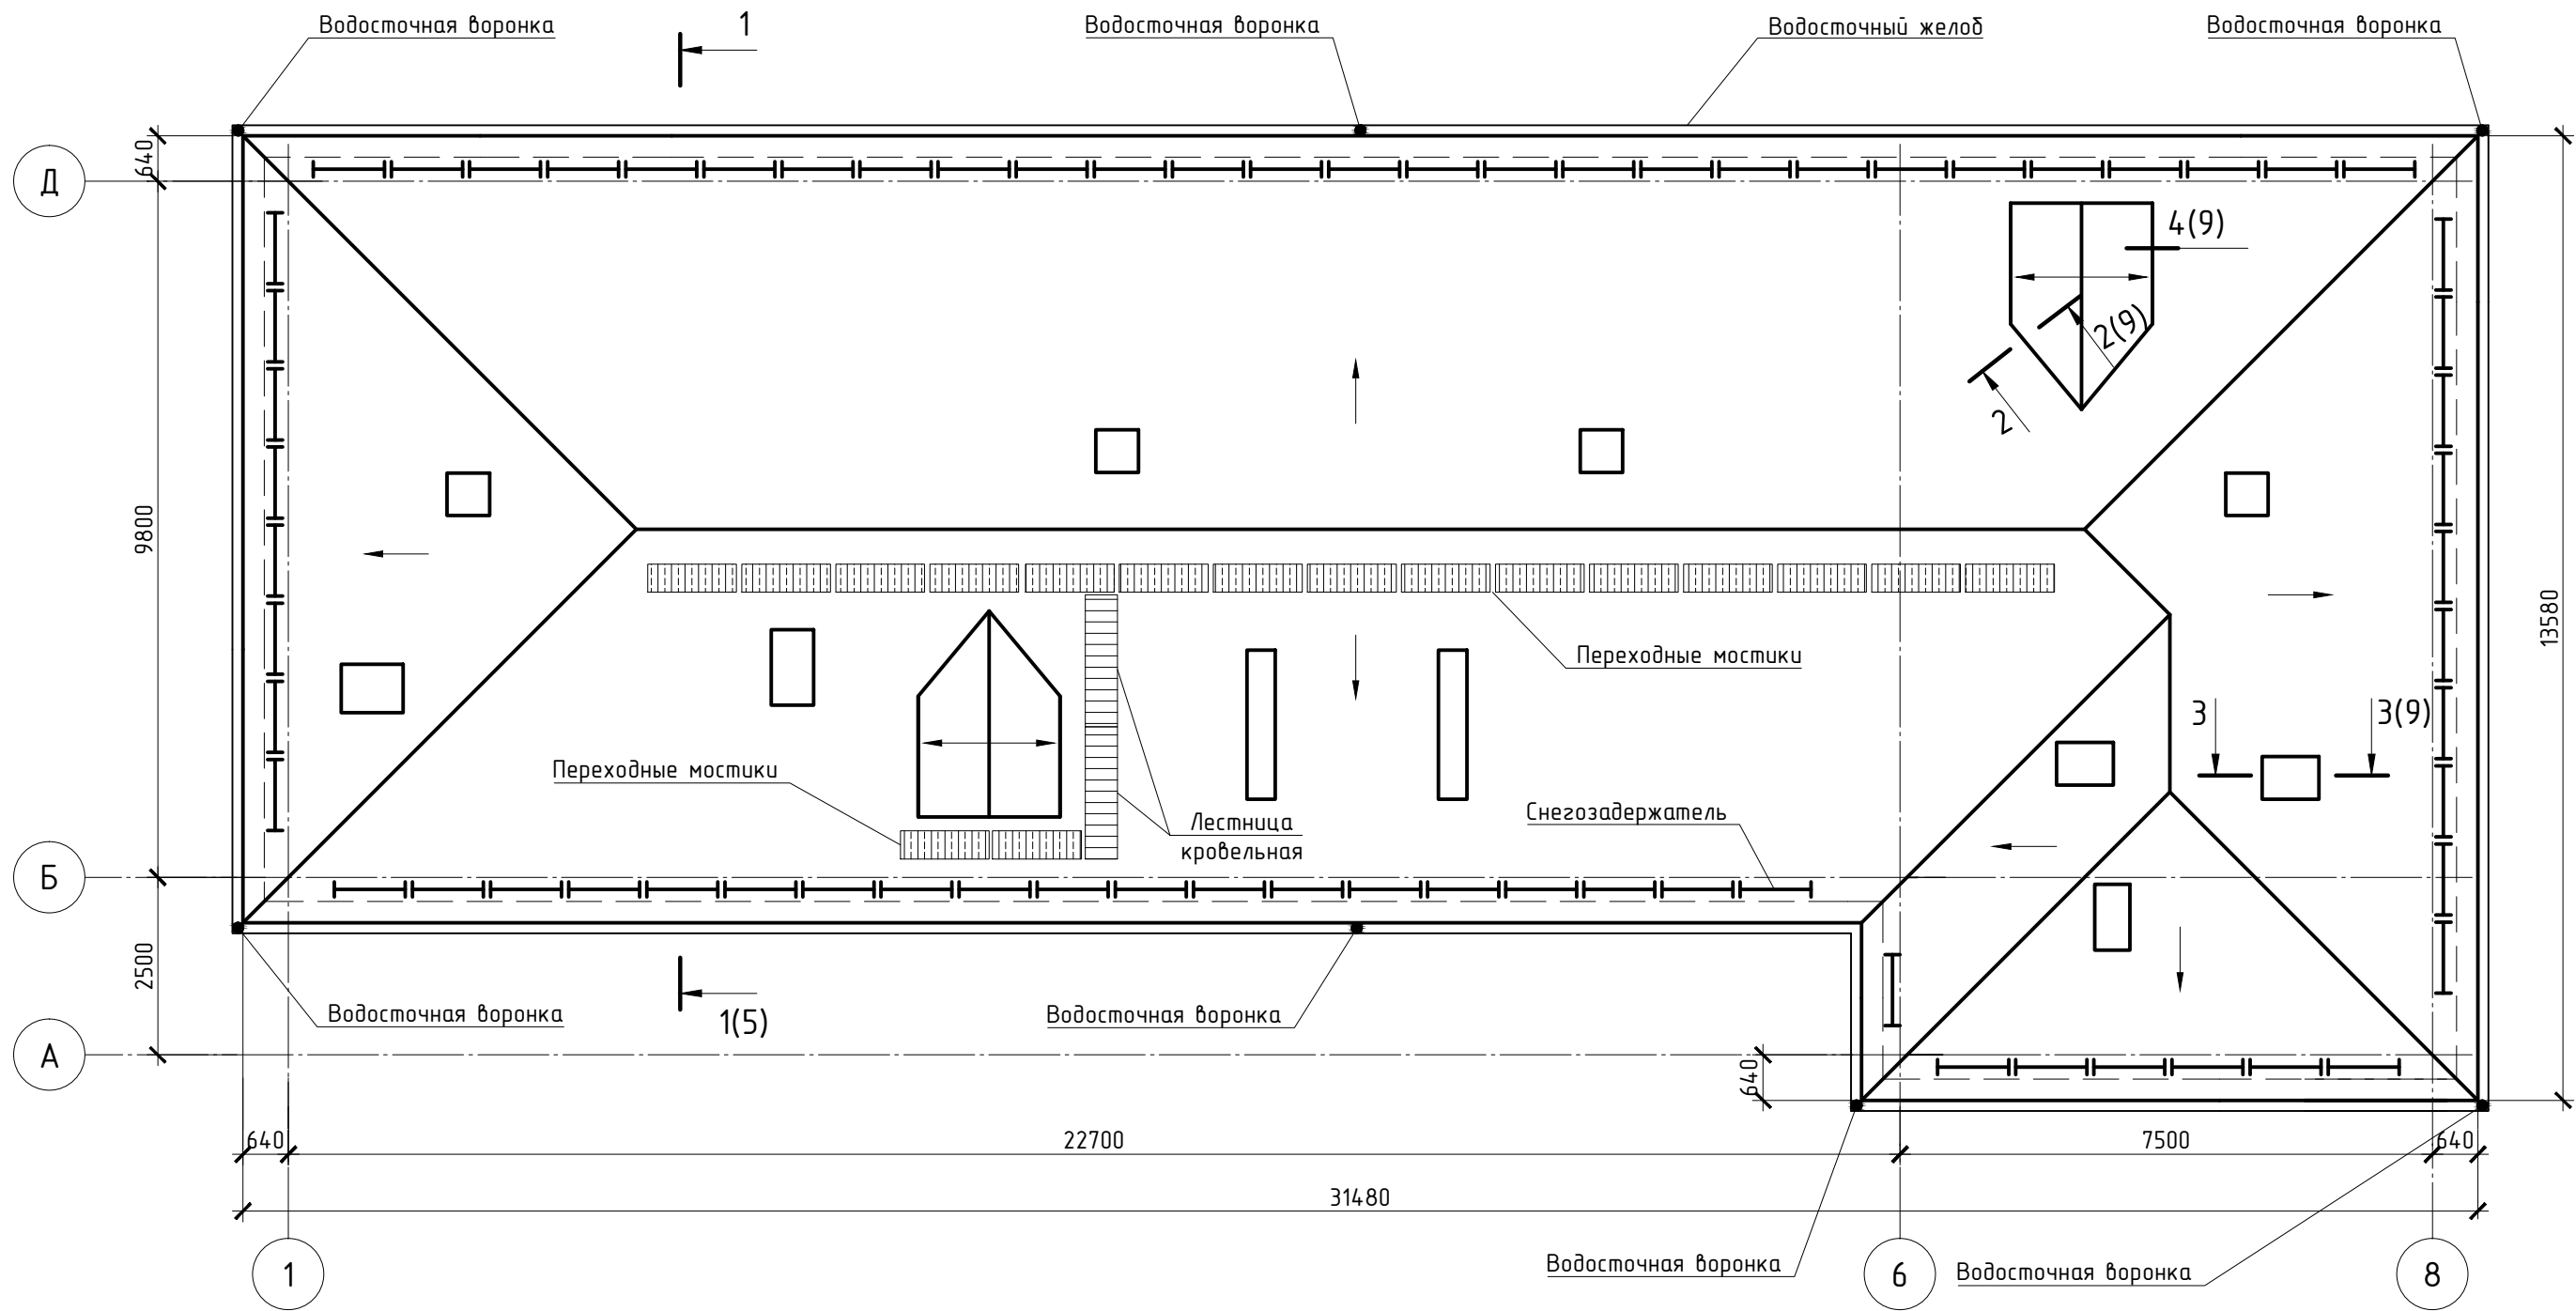 Водосточная воронка
1
Водосточная воронка
Водосточный желоб
Водосточная воронка
640
Д
4(9)
2(9)
2
9800
13580
Переходные мостики
3
3(9)
Переходные мостики
Снегозадержатель
Лестница
кровельная
Б
2500
Водосточная воронка
1(5)
Водосточная воронка
А
640
640
22700
7500
640
31480
1
Водосточная воронка
6
Водосточная воронка
8